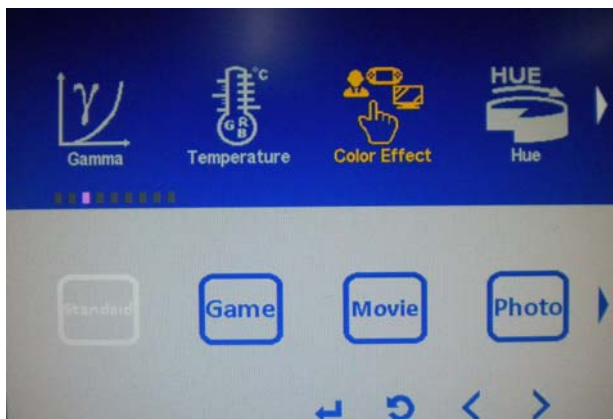 γ
°C
G R B
HUE
Gamma Temperature Color Effect Hue
Standard Game Movie Photo